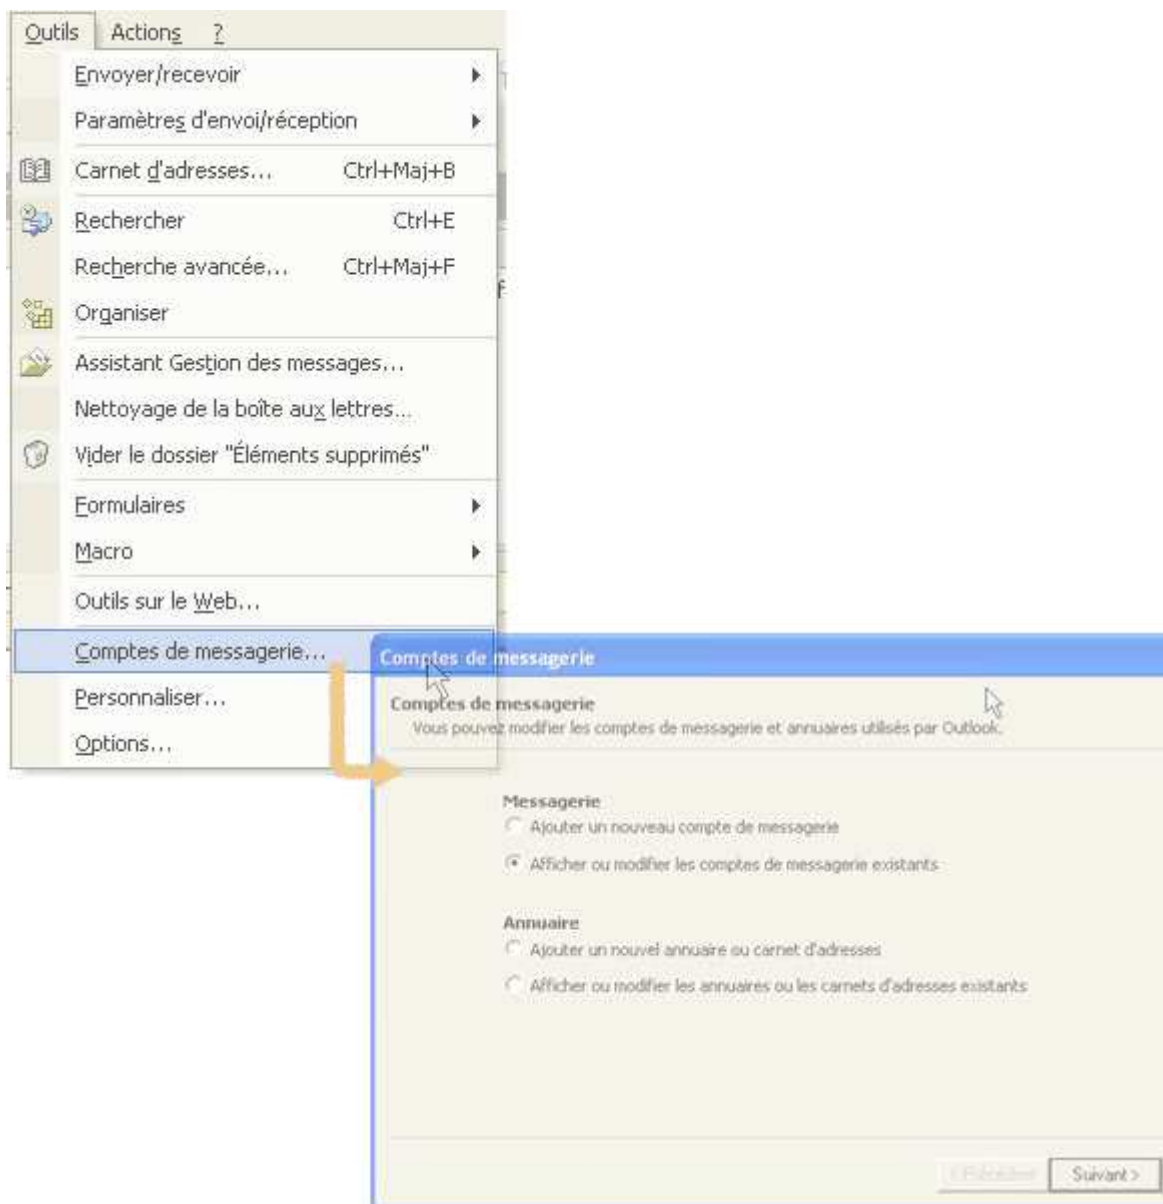 Outils Actions ?
Envoyer/recevoir
Paramètres d'envoi/réception
Carnet d'adresses... Ctrl+Maj+B
Rechercher Ctrl+E
Recherche avancée... Ctrl+Maj+F
Organiser
Assistant Gestion des messages...
Nettoyage de la boîte aux lettres...
Vider le dossier "Éléments supprimés"
Formulaires
Macro
Outils sur le Web...
Comptes de messagerie...
Personnaliser...
Options...
Comptes de messagerie
Comptes de messagerie
Vous pouvez modifier les comptes de messagerie et annuaires utilisés par Outlook.
Messagerie
Ajouter un nouveau compte de messagerie
Afficher ou modifier les comptes de messagerie existants
Annuaire
Ajouter un nouvel annuaire ou carnet d'adresses
Afficher ou modifier les annuaires ou les carnets d'adresses existants
< Précédent Suivant >